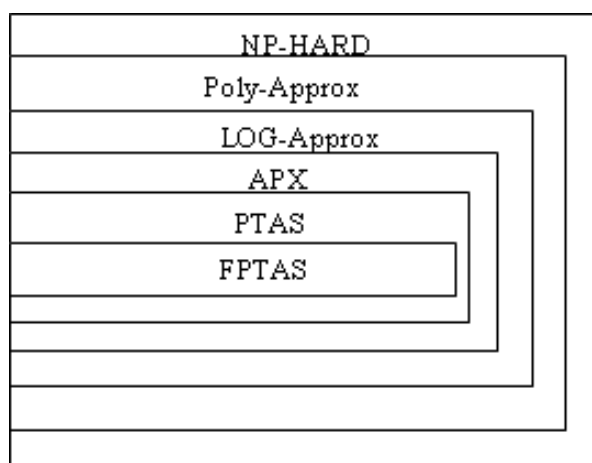 NP-HARD
Poly-Approx
LOG-Approx
APX
PTAS
FPTAS